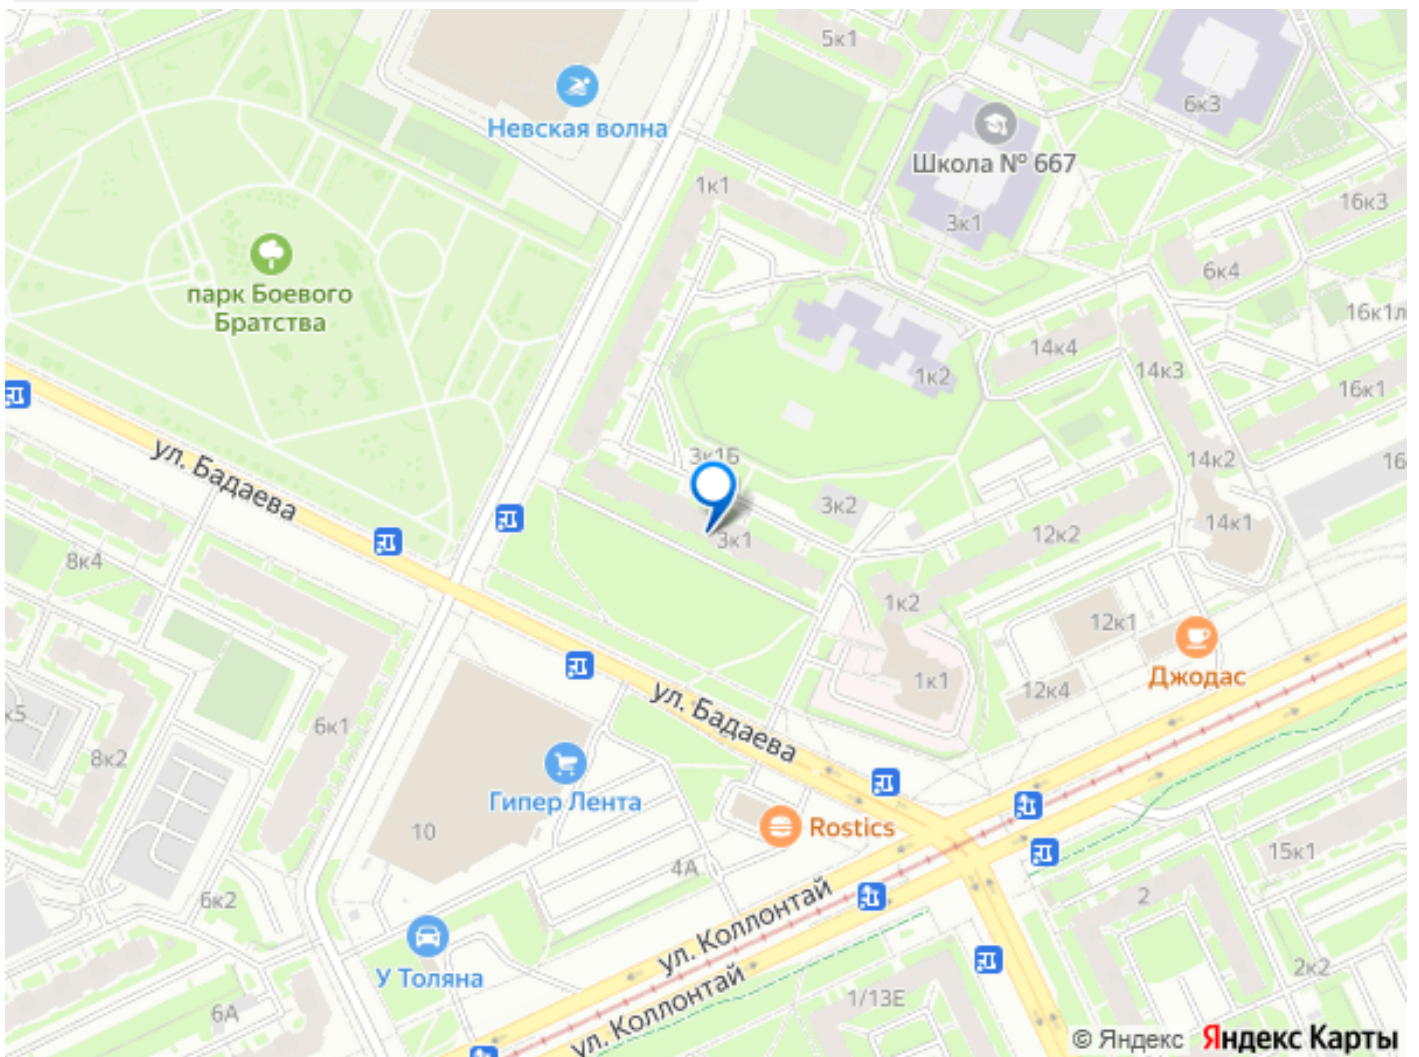 5к1
6к3
Невская волна
Школа № 667
1к1
3к1
16к3
6к4
парк Боевого
Братства
16к1л
14к4
1к2
14к3
16к1
ул. Бадаева
3к1Б
14к2
16
3к2
14к1
3к1
12к2
8к4
1к2
12к1
Джодас
1к1
12к4
ул. Бадаева
к5
6к1
8к2
Гипер Лента
10
Rostics
4А
15к1
6к2
2
ул. Коллонтай
У Толяна
2к2
1/13Е
6А
ул. Коллонтай
© Яндекс Яндекс Карты